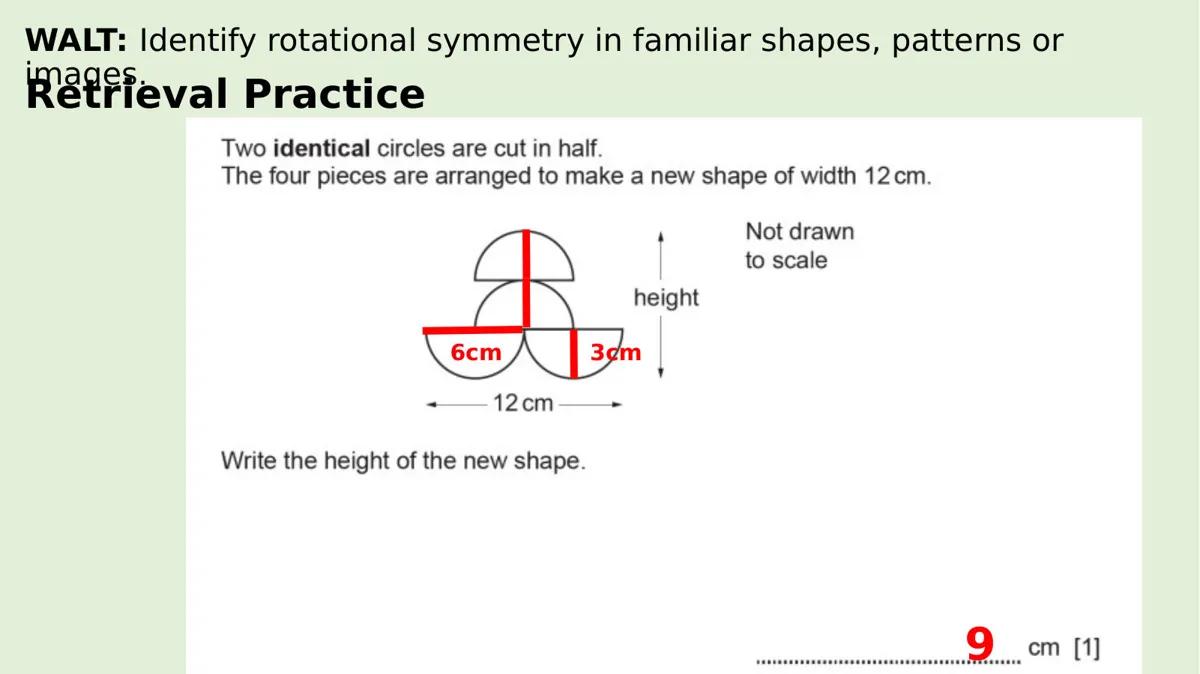 WALT: Identify rotational symmetry in familiar shapes, patterns or
images.
Retrieval Practice
Two identical circles are cut in half.
The four pieces are arranged to make a new shape of width 12 cm.
Not drawn
to scale
height
6cm
3cm
12 cm
Write the height of the new shape.
9 cm [1]